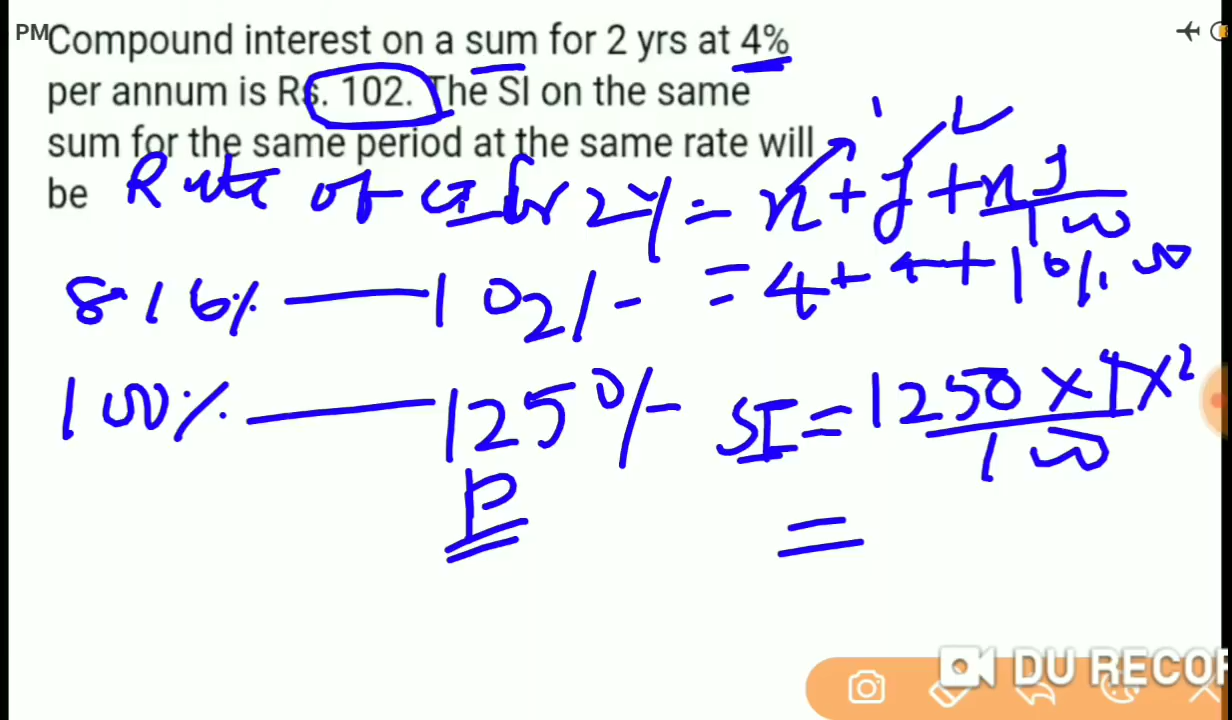 PM
Compound interest on a sum for 2 yrs at 4%
per annum is Rs. 102. The SI on the same
sum for the same period at the same rate will
be
Rate of CI for 2y = x + y + xy/100
8.16% — 102/- = 4 + 4 +
100% — 1250/- SI = 1250 x 4 x 2/100
P =
DU RECOR